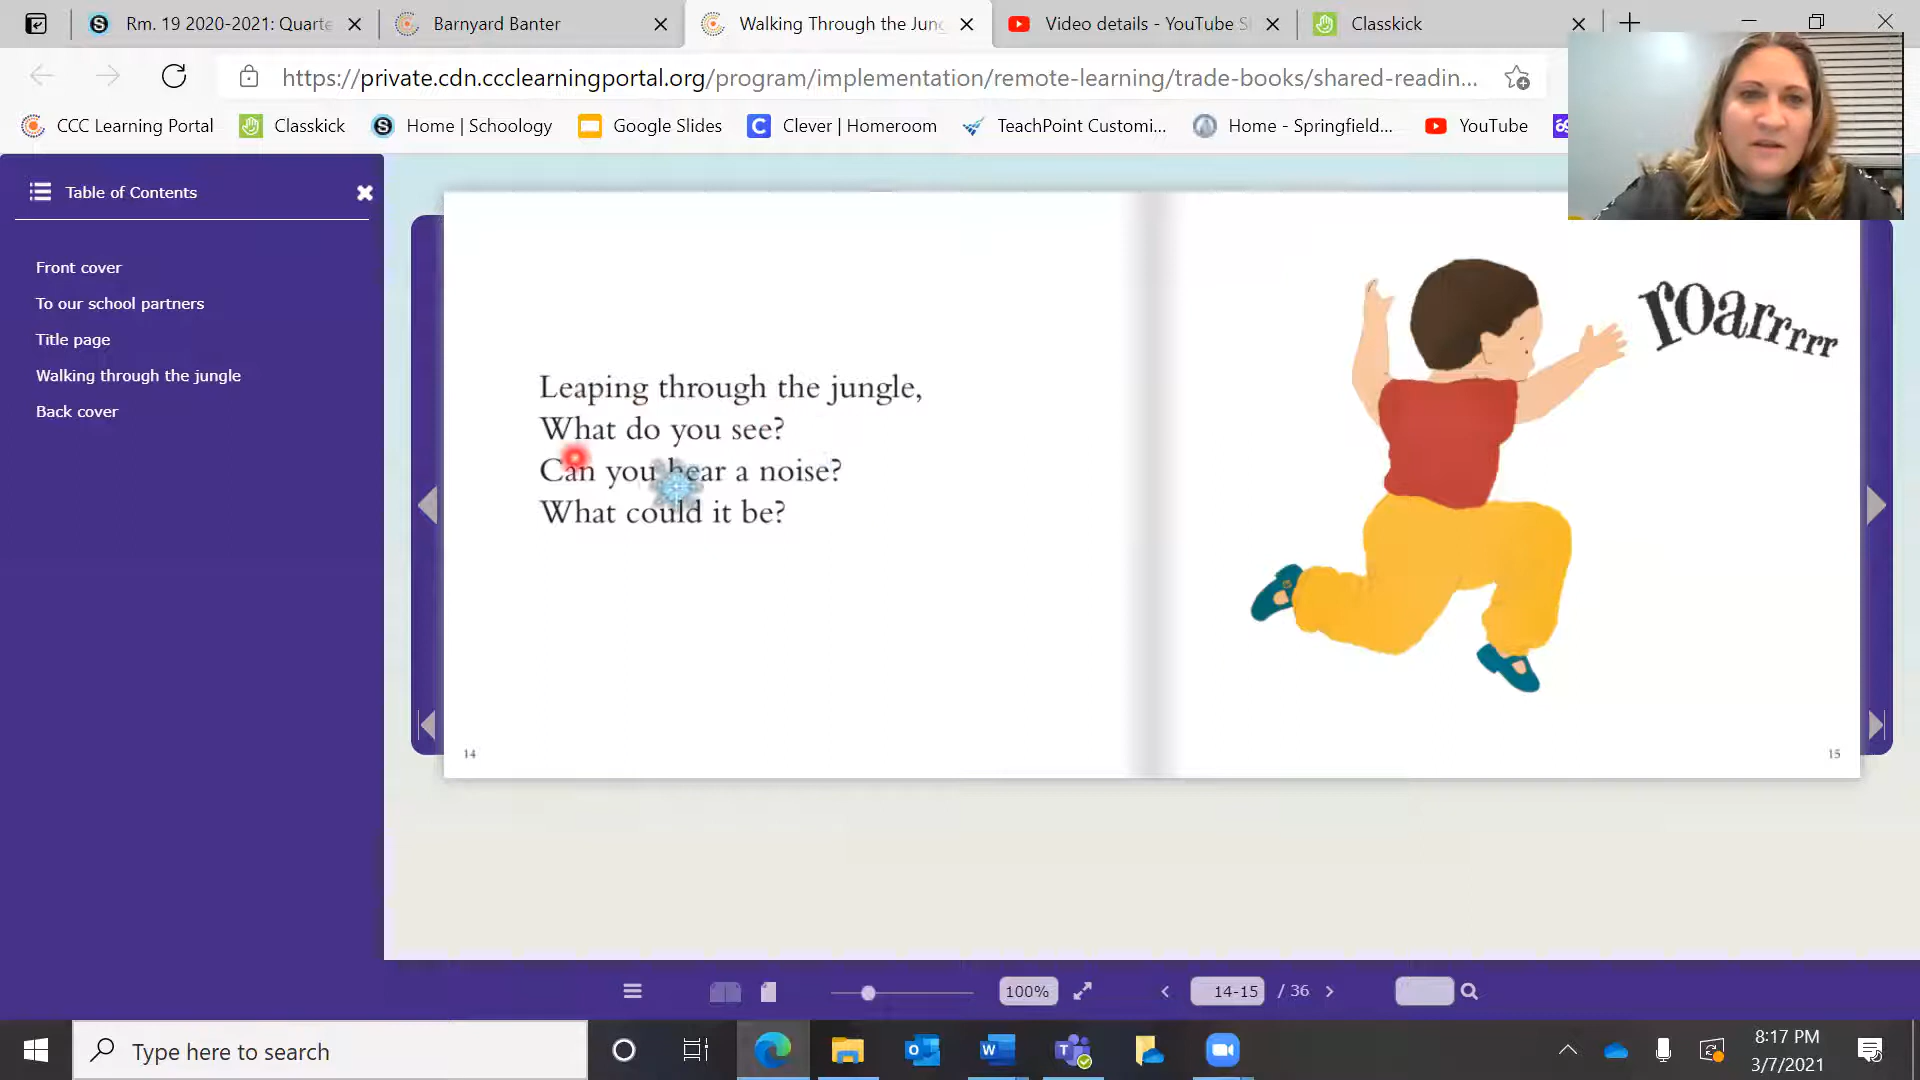 Rm. 19 2020-2021: Quarte
Barnyard Banter
Walking Through the Jung
Video details - YouTube S
Classkick
https://private.cdn.ccclearningportal.org/program/implementation/remote-learning/trade-books/shared-readin...
CCC Learning Portal
Classkick
Home | Schoology
Google Slides
Clever | Homeroom
TeachPoint Customi...
Home - Springfield...
YouTube
Table of Contents
Front cover
To our school partners
Title page
Walking through the jungle
Back cover
Leaping through the jungle,
What do you see?
Can you hear a noise?
What could it be?
roarrrrr
14
15
100%
14-15 / 36
Type here to search
8:17 PM
3/7/2021